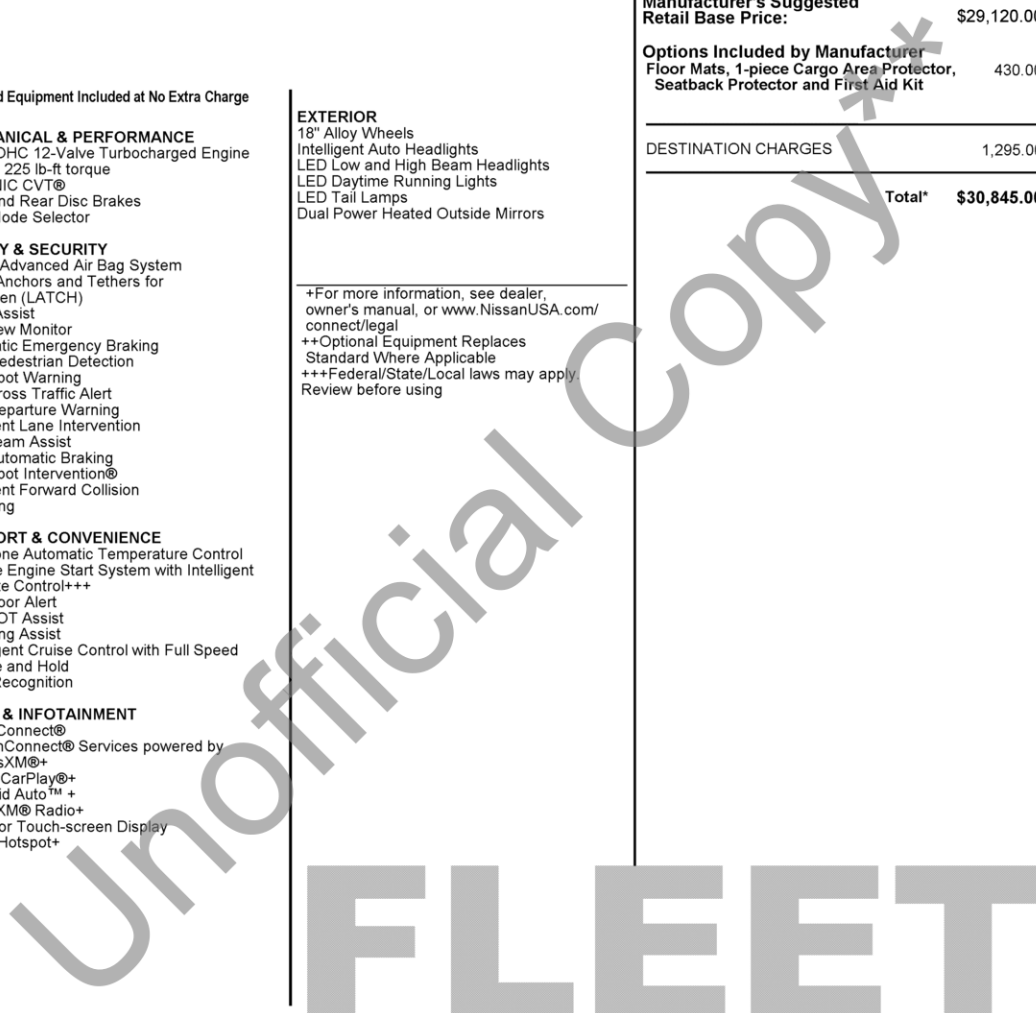 d Equipment Included at No Extra Charge
ANICAL & PERFORMANCE
OHC 12-Valve Turbocharged Engine
225 lb-ft torque
NIC CVT®
nd Rear Disc Brakes
Mode Selector
Y & SECURITY
Advanced Air Bag System
Anchors and Tethers for
en (LATCH)
Assist
ew Monitor
tic Emergency Braking
edestrian Detection
pot Warning
ross Traffic Alert
eparture Warning
ent Lane Intervention
eam Assist
utomatic Braking
pot Intervention®
ent Forward Collision
ng
ORT & CONVENIENCE
one Automatic Temperature Control
e Engine Start System with Intelligent
te Control+++
oor Alert
OT Assist
ng Assist
gent Cruise Control with Full Speed
e and Hold
Recognition
& INFOTAINMENT
Connect®
nConnect® Services powered by
sXM®+
CarPlay®+
id Auto™ +
XM® Radio+
or Touch-screen Display
Hotspot+
EXTERIOR
18" Alloy Wheels
Intelligent Auto Headlights
LED Low and High Beam Headlights
LED Daytime Running Lights
LED Tail Lamps
Dual Power Heated Outside Mirrors
+For more information, see dealer,
owner's manual, or www.NissanUSA.com/
connect/legal
++Optional Equipment Replaces
Standard Where Applicable
+++Federal/State/Local laws may apply.
Review before using
Manufacturer's Suggested
Retail Base Price: $29,120.00
Options Included by Manufacturer
Floor Mats, 1-piece Cargo Area Protector, 430.00
Seatback Protector and First Aid Kit
DESTINATION CHARGES 1,295.00
Total* $30,845.00
Unofficial Copy**
FLEET